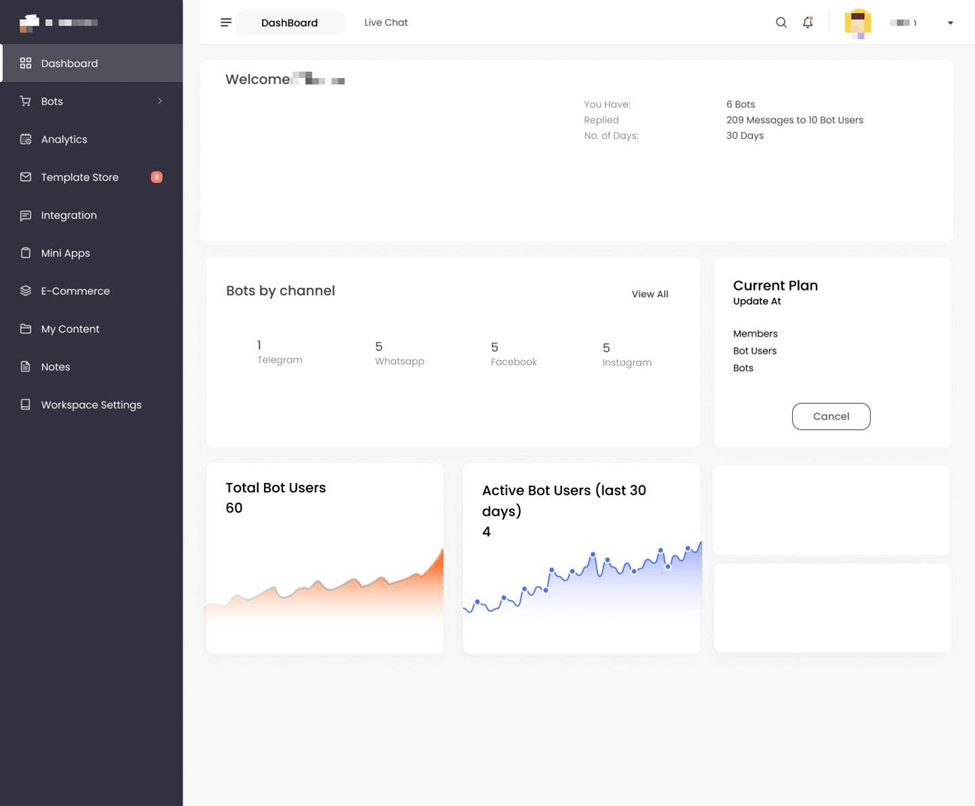 DashBoard
Live Chat
Dashboard
Bots
Analytics
Template Store
Integration
Mini Apps
E-Commerce
My Content
Notes
Workspace Settings
Welcome
You Have: 6 Bots
Replied 209 Messages to 10 Bot Users
No. of Days: 30 Days
Bots by channel
View All
1
Telegram
5
Whatsapp
5
Facebook
5
Instagram
Current Plan
Update At
Members
Bot Users
Bots
Cancel
Total Bot Users
60
Active Bot Users (last 30
days)
4